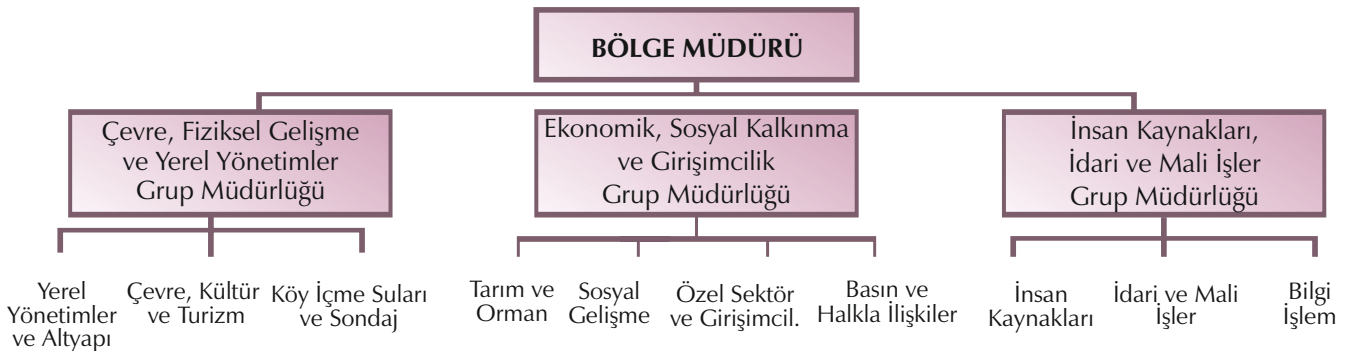 BÖLGE MÜDÜRÜ
Çevre, Fiziksel Gelişme
ve Yerel Yönetimler
Grup Müdürlüğü
Ekonomik, Sosyal Kalkınma
ve Girişimcilik
Grup Müdürlüğü
İnsan Kaynakları,
İdari ve Mali İşler
Grup Müdürlüğü
Yerel
Yönetimler
ve Altyapı
Çevre, Kültür
ve Turizm
Köy İçme Suları
ve Sondaj
Tarım ve
Orman
Sosyal
Gelişme
Özel Sektör
ve Girişimcil.
Basın ve
Halkla İlişkiler
İnsan
Kaynakları
İdari ve Mali
İşler
Bilgi
İşlem